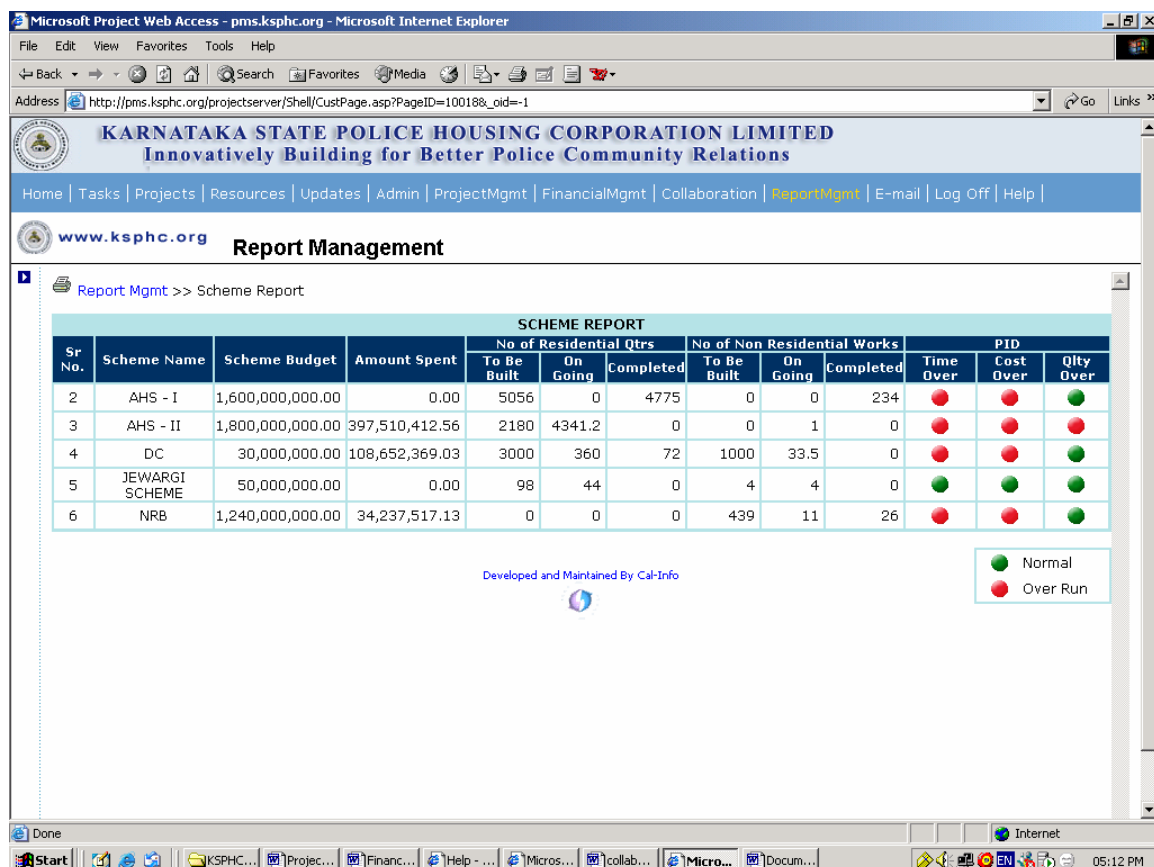 Microsoft Project Web Access - pms.ksphc.org - Microsoft Internet Explorer
File Edit View Favorites Tools Help
Back Search Favorites Media
Address http://pms.ksphc.org/projectserver/Shell/CustPage.asp?PageID=10018&_oid=-1 Go Links »
KARNATAKA STATE POLICE HOUSING CORPORATION LIMITED
Innovatively Building for Better Police Community Relations
Home | Tasks | Projects | Resources | Updates | Admin | ProjectMgmt | FinancialMgmt | Collaboration | ReportMgmt | E-mail | Log Off | Help |
www.ksphc.org Report Management
Report Mgmt >> Scheme Report
SCHEME REPORT
Sr No. Scheme Name Scheme Budget Amount Spent No of Residential Qtrs No of Non Residential Works PID
To Be Built On Going Completed To Be Built On Going Completed Time Over Cost Over Qlty Over
2 AHS - I 1,600,000,000.00 0.00 5056 0 4775 0 0 234
3 AHS - II 1,800,000,000.00 397,510,412.56 2180 4341.2 0 0 1 0
4 DC 30,000,000.00 108,652,369.03 3000 360 72 1000 33.5 0
5 JEWARGI SCHEME 50,000,000.00 0.00 98 44 0 4 4 0
6 NRB 1,240,000,000.00 34,237,517.13 0 0 0 439 11 26
Normal
Over Run
Developed and Maintained By Cal-Info
Done Internet
Start KSPHC... Projec... Financ... Help - ... Micros... collab... Micro... Docum... EN 05:12 PM